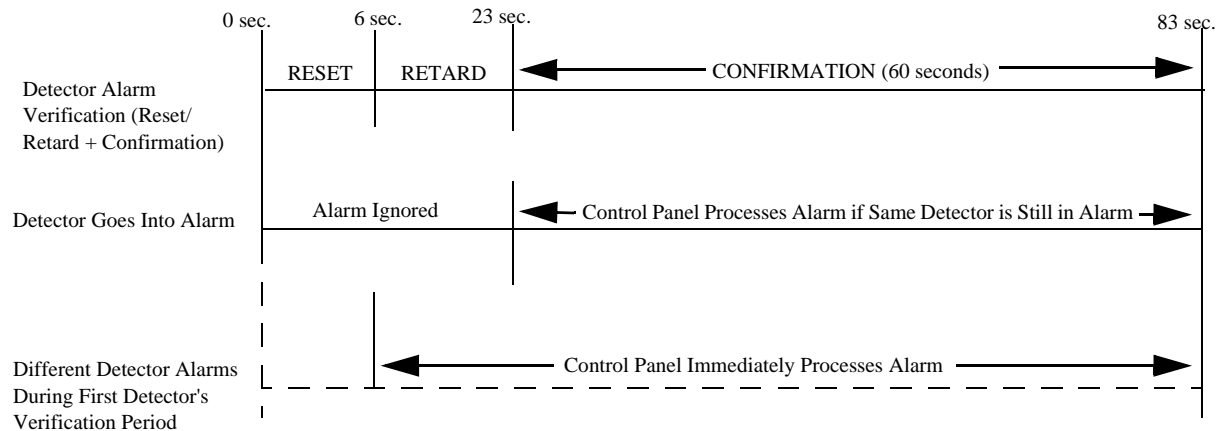 0 sec.
6 sec.
23 sec.
83 sec.
RESET
RETARD
CONFIRMATION (60 seconds)
Detector Alarm
Verification (Reset/
Retard + Confirmation)
Detector Goes Into Alarm
Alarm Ignored
Control Panel Processes Alarm if Same Detector is Still in Alarm
Different Detector Alarms
During First Detector's
Verification Period
Control Panel Immediately Processes Alarm